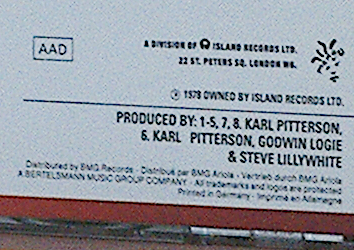 AAD
A DIVISION OF ISLAND RECORDS LTD.
22 ST. PETERS SQ. LONDON W6.
℗ 1978 OWNED BY ISLAND RECORDS LTD.
PRODUCED BY: 1-5, 7, 8. KARL PITTERSON,
6. KARL PITTERSON, GODWIN LOGIE
& STEVE LILLYWHITE
Distributed by BMG Records - Distribué par BMG Ariola - Vertrieb durch BMG Ariola
A BERTELSMANN MUSIC GROUP COMPANY - All trademarks and logos are protected
Printed in Germany - Imprimé en Allemagne